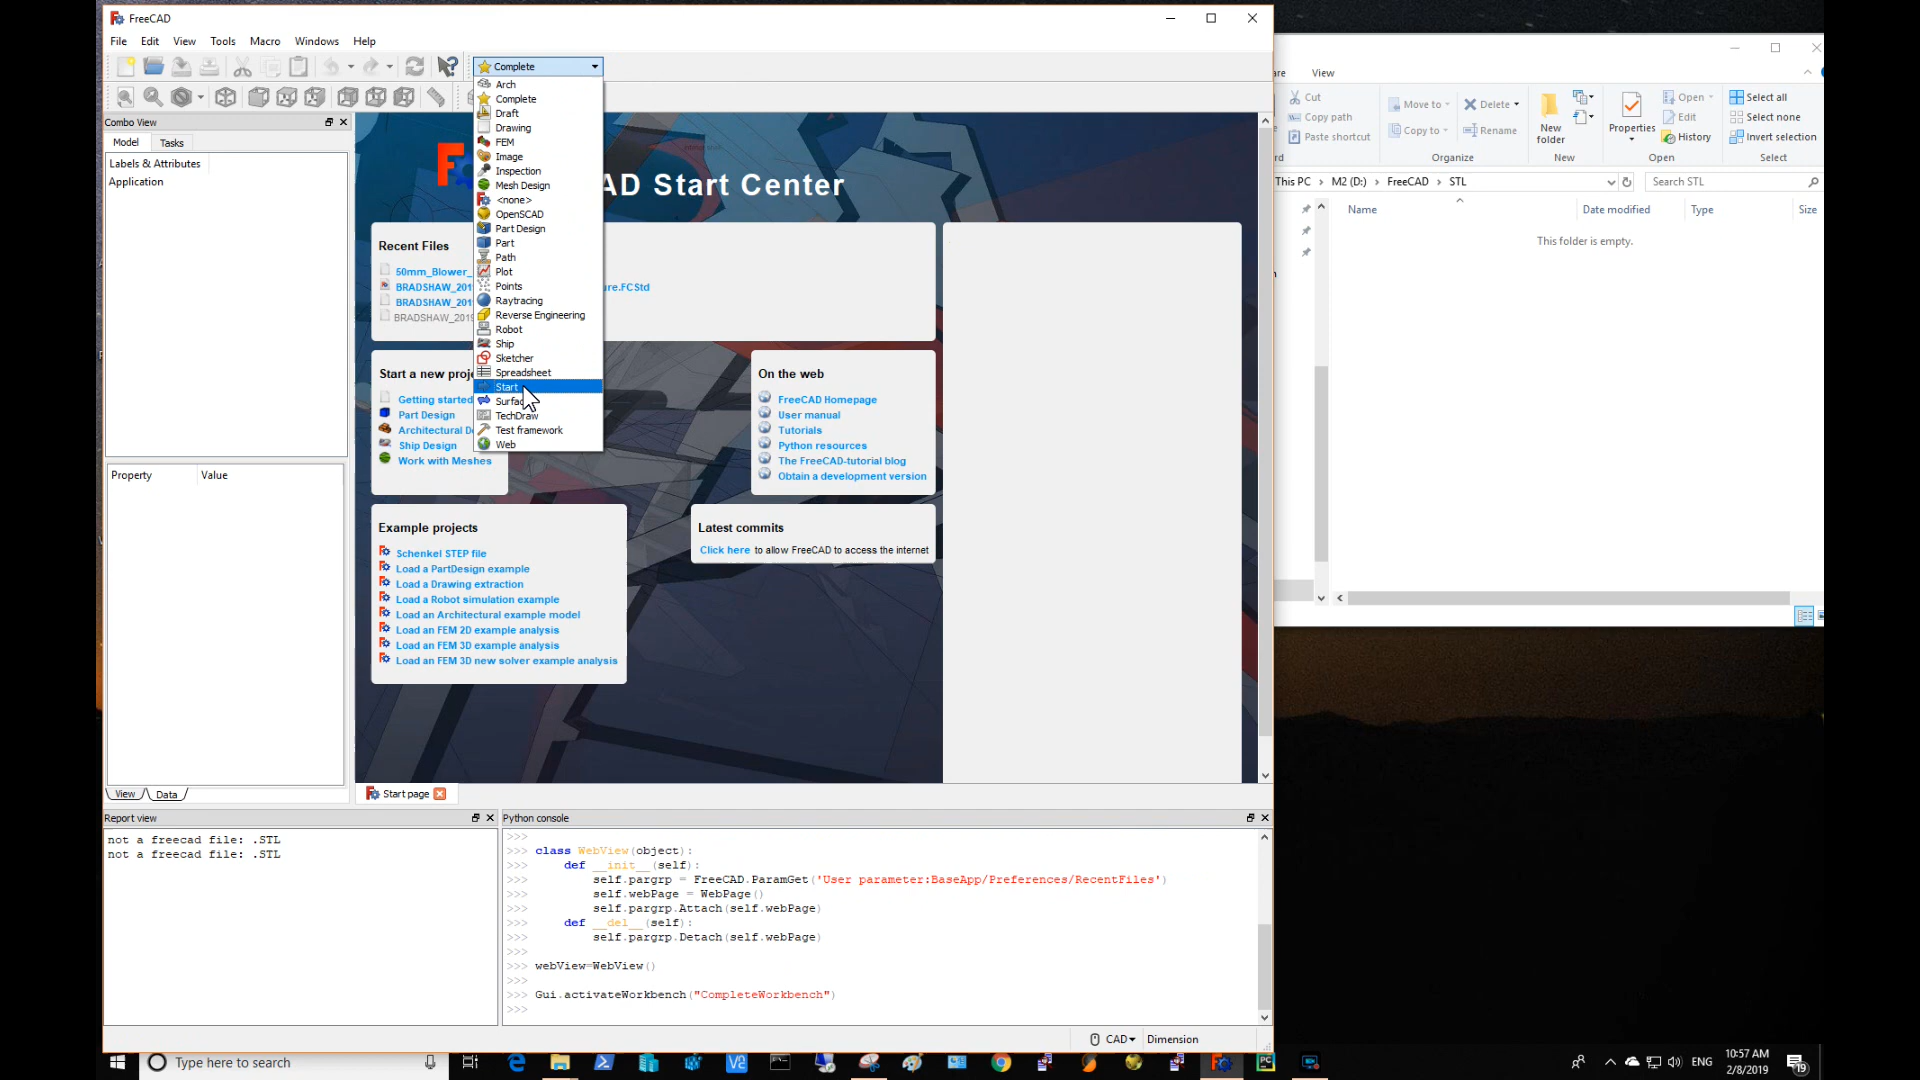 FreeCAD
File Edit View Tools Macro Windows Help
Complete
Arch
Complete
Draft
Drawing
FEM
Image
Inspection
Mesh Design
<none>
OpenSCAD
Part Design
Part
Path
Plot
Points
Raytracing
Reverse Engineering
Robot
Ship
Sketcher
Spreadsheet
Start
TechDraw
Test framework
Web
Combo View
Model Tasks
Labels & Attributes
Application
Property Value
View Data
AD Start Center
Recent Files
50mm_Blower_
BRADSHAW_201 ure.FCStd
BRADSHAW_201
BRADSHAW_201
Start a new proje
Getting started
Part Design
Architectural De
Ship Design
Work with Meshes
On the web
FreeCAD Homepage
User manual
Tutorials
Python resources
The FreeCAD-tutorial blog
Obtain a development version
Example projects
Schenkel STEP file
Load a PartDesign example
Load a Drawing extraction
Load a Robot simulation example
Load an Architectural example model
Load an FEM 2D example analysis
Load an FEM 3D example analysis
Load an FEM 3D new solver example analysis
Latest commits
Click here to allow FreeCAD to access the internet
Start page
Report view
not a freecad file: .STL
not a freecad file: .STL
Python console
>>>
>>> class WebView(object):
>>> def __init__(self):
>>> self.pargrp = FreeCAD.ParamGet('User parameter:BaseApp/Preferences/RecentFiles')
>>> self.webPage = WebPage()
>>> self.pargrp.Attach(self.webPage)
>>> def __del__(self):
>>> self.pargrp.Detach(self.webPage)
>>>
>>> webView=WebView()
>>>
>>> Gui.activateWorkbench("CompleteWorkbench")
>>>
CAD Dimension
are View
Cut
Copy path
Paste shortcut
rd
Move to
Copy to
Delete
Rename
Organize
New folder
New
Properties
Open
Edit
History
Open
Select all
Select none
Invert selection
Select
This PC > M2 (D:) > FreeCAD > STL
Search STL
Name Date modified Type Size
This folder is empty.
Type here to search
ENG
10:57 AM
2/8/2019
19